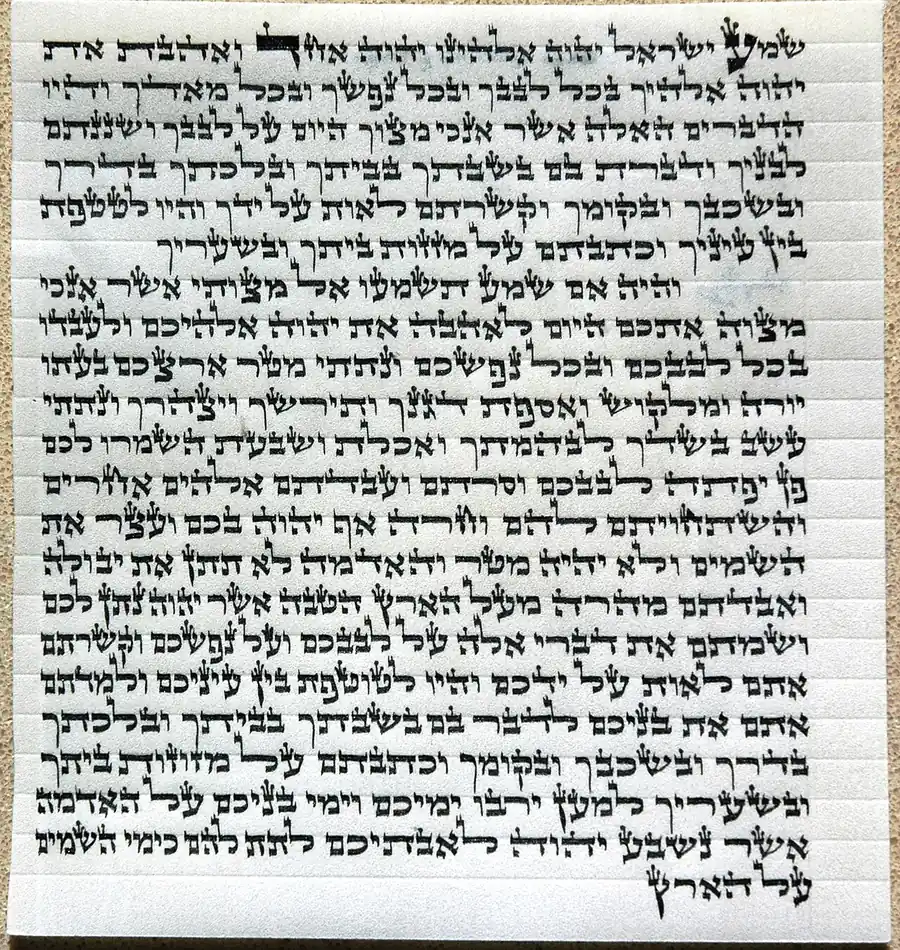 שמע ישראל יהוה אלהינו יהוה אחד ואהבת את
יהוה אלהיך בכל לבבך ובכל נפשך ובכל מאדך והיו
הדברים האלה אשר אנכי מצוך היום על לבבך ושננתם
לבניך ודברת בם בשבתך בביתך ובלכתך בדרך
ובשכבך ובקומך וקשרתם לאות על ידך והיו לטטפת
בין עיניך וכתבתם על מזזות ביתך ובשעריך
והיה אם שמע תשמעו אל מצותי אשר אנכי
מצוה אתכם היום לאהבה את יהוה אלהיכם ולעבדו
בכל לבבכם ובכל נפשכם ונתתי מטר ארצכם בעתו
יורה ומלקוש ואספת דגנך ותירשך ויצהרך ונתתי
עשב בשדך לבהמתך ואכלת ושבעת השמרו לכם
פן יפתה לבבכם וסרתם ועבדתם אלהים אחרים
והשתחויתם להם וחרה אף יהוה בכם ועצר את
השמים ולא יהיה מטר והאדמה לא תתן את יבולה
ואבדתם מהרה מעל הארץ הטבה אשר יהוה נתן לכם
ושמתם את דברי אלה על לבבכם ועל נפשכם וקשרתם
אתם לאות על ידכם והיו לטוטפת בין עיניכם ולמדתם
אתם את בניכם לדבר בם בשבתך בביתך ובלכתך
בדרך ובשכבך ובקומך וכתבתם על מזוזות ביתך
ובשעריך למען ירבו ימיכם וימי בניכם על האדמה
אשר נשבע יהוה לאבתיכם לתת להם כימי השמים
על הארץ